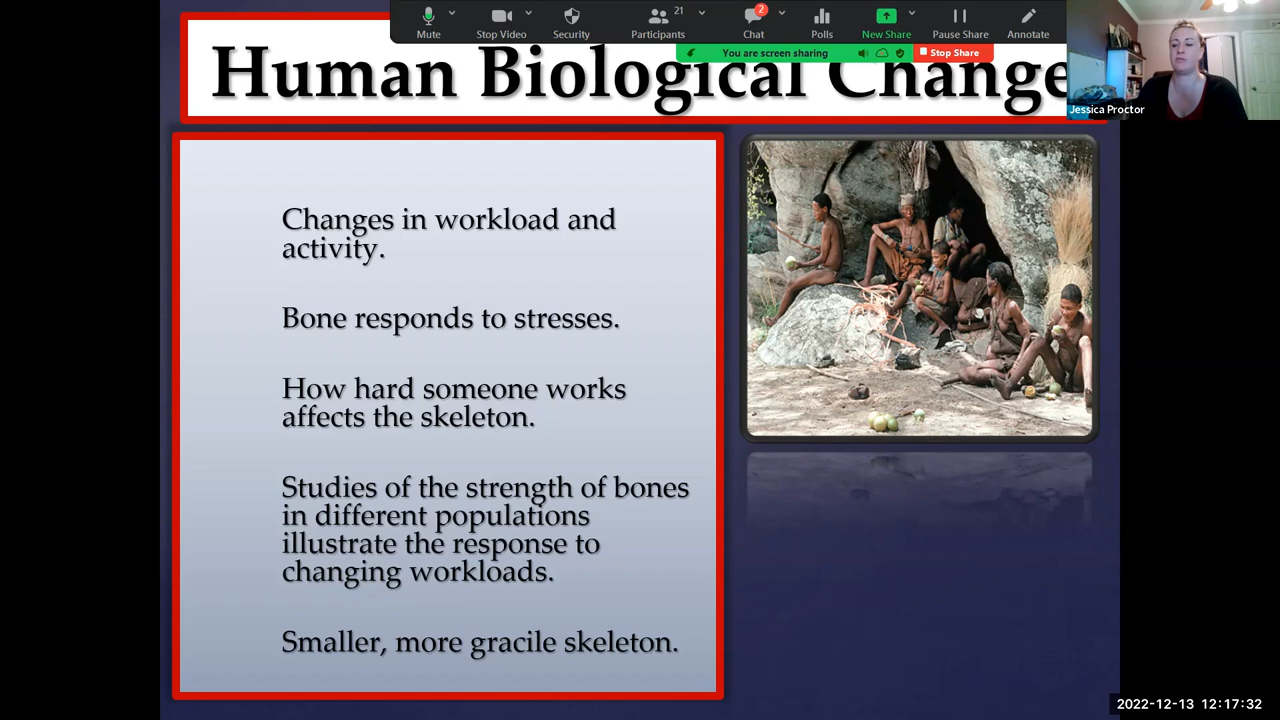 Mute
Stop Video
Security
21
Participants
2
Chat
Polls
New Share
Pause Share
Annotate
You are screen sharing
Stop Share
Human Biological Change
Jessica Proctor
Changes in workload and
activity.
Bone responds to stresses.
How hard someone works
affects the skeleton.
Studies of the strength of bones
in different populations
illustrate the response to
changing workloads.
Smaller, more gracile skeleton.
2022-12-13 12:17:32